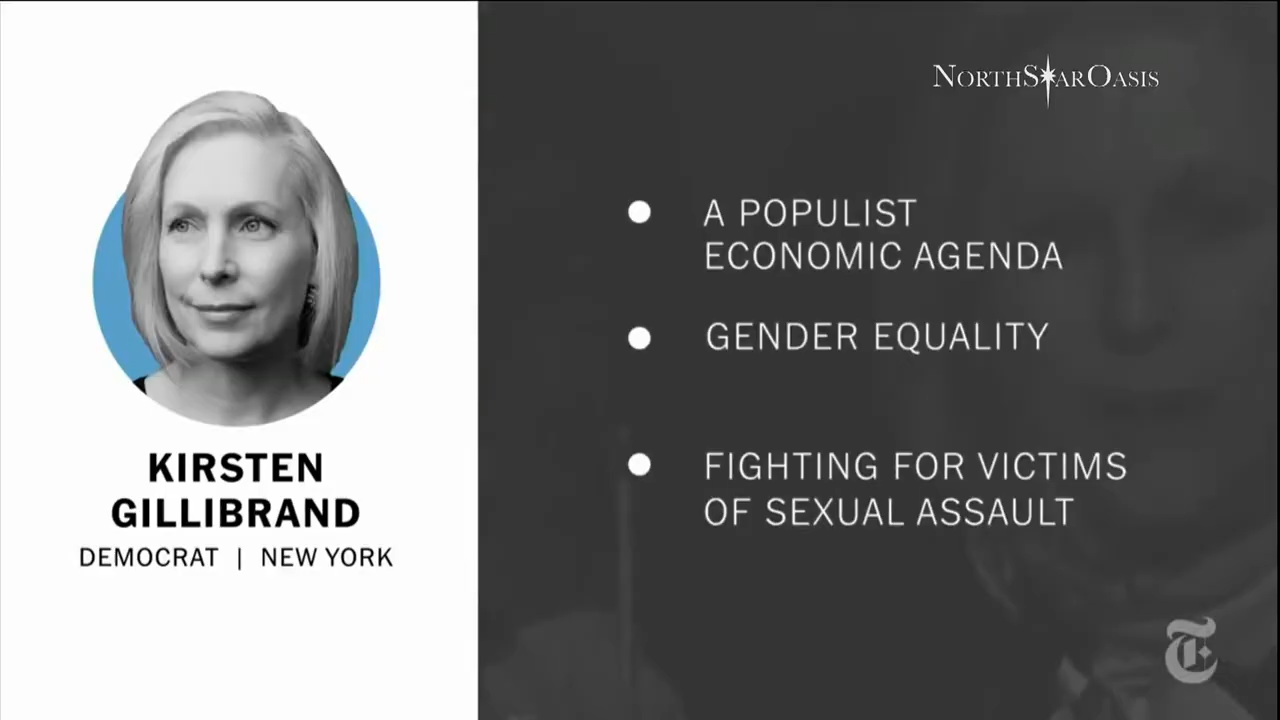 KIRSTEN
GILLIBRAND
DEMOCRAT | NEW YORK
NORTHSTAROASIS
A POPULIST
ECONOMIC AGENDA
GENDER EQUALITY
FIGHTING FOR VICTIMS
OF SEXUAL ASSAULT
T